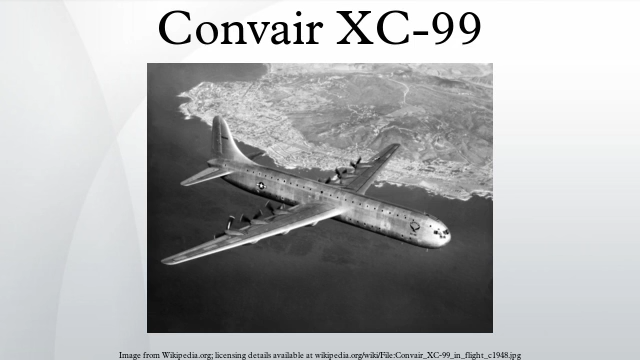 Convair XC-99
Image from Wikipedia.org; licensing details available at wikipedia.org/wiki/File:Convair_XC-99_in_flight_c1948.jpg